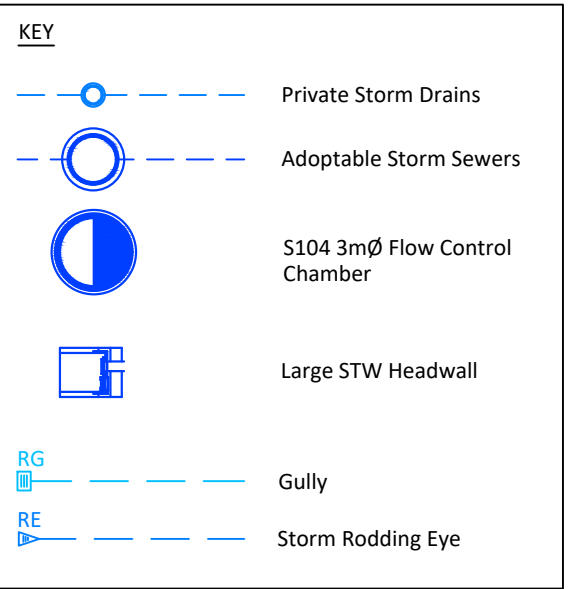 KEY
Private Storm Drains
Adoptable Storm Sewers
S104 3mØ Flow Control
Chamber
Large STW Headwall
RG
Gully
RE
Storm Rodding Eye